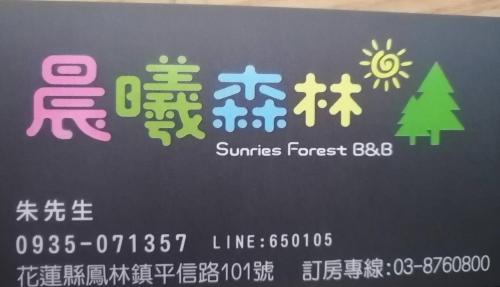 晨曦森林
Sunries Forest B&B
朱先生
0935-071357 LINE:650105
花蓮縣鳳林鎮平信路101號 訂房專線:03-8760800